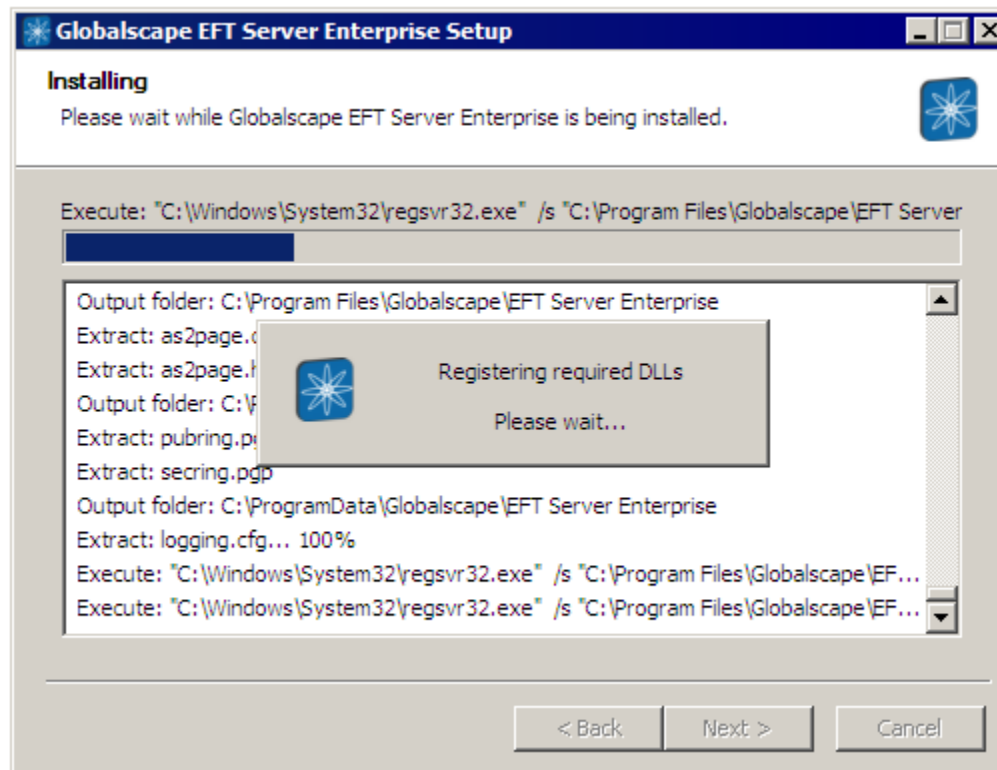 Globalscape EFT Server Enterprise Setup
Installing
Please wait while Globalscape EFT Server Enterprise is being installed.
Execute: "C:\Windows\System32\regsvr32.exe" /s "C:\Program Files\Globalscape\EFT Server
Output folder: C:\Program Files\Globalscape\EFT Server Enterprise
Extract: as2page.
Extract: as2page.
Output folder: C:\
Extract: pubring.
Registering required DLLs
Please wait...
Extract: secring.pgp
Output folder: C:\ProgramData\Globalscape\EFT Server Enterprise
Extract: logging.cfg... 100%
Execute: "C:\Windows\System32\regsvr32.exe" /s "C:\Program Files\Globalscape\EF...
Execute: "C:\Windows\System32\regsvr32.exe" /s "C:\Program Files\Globalscape\EF...
< Back
Next >
Cancel